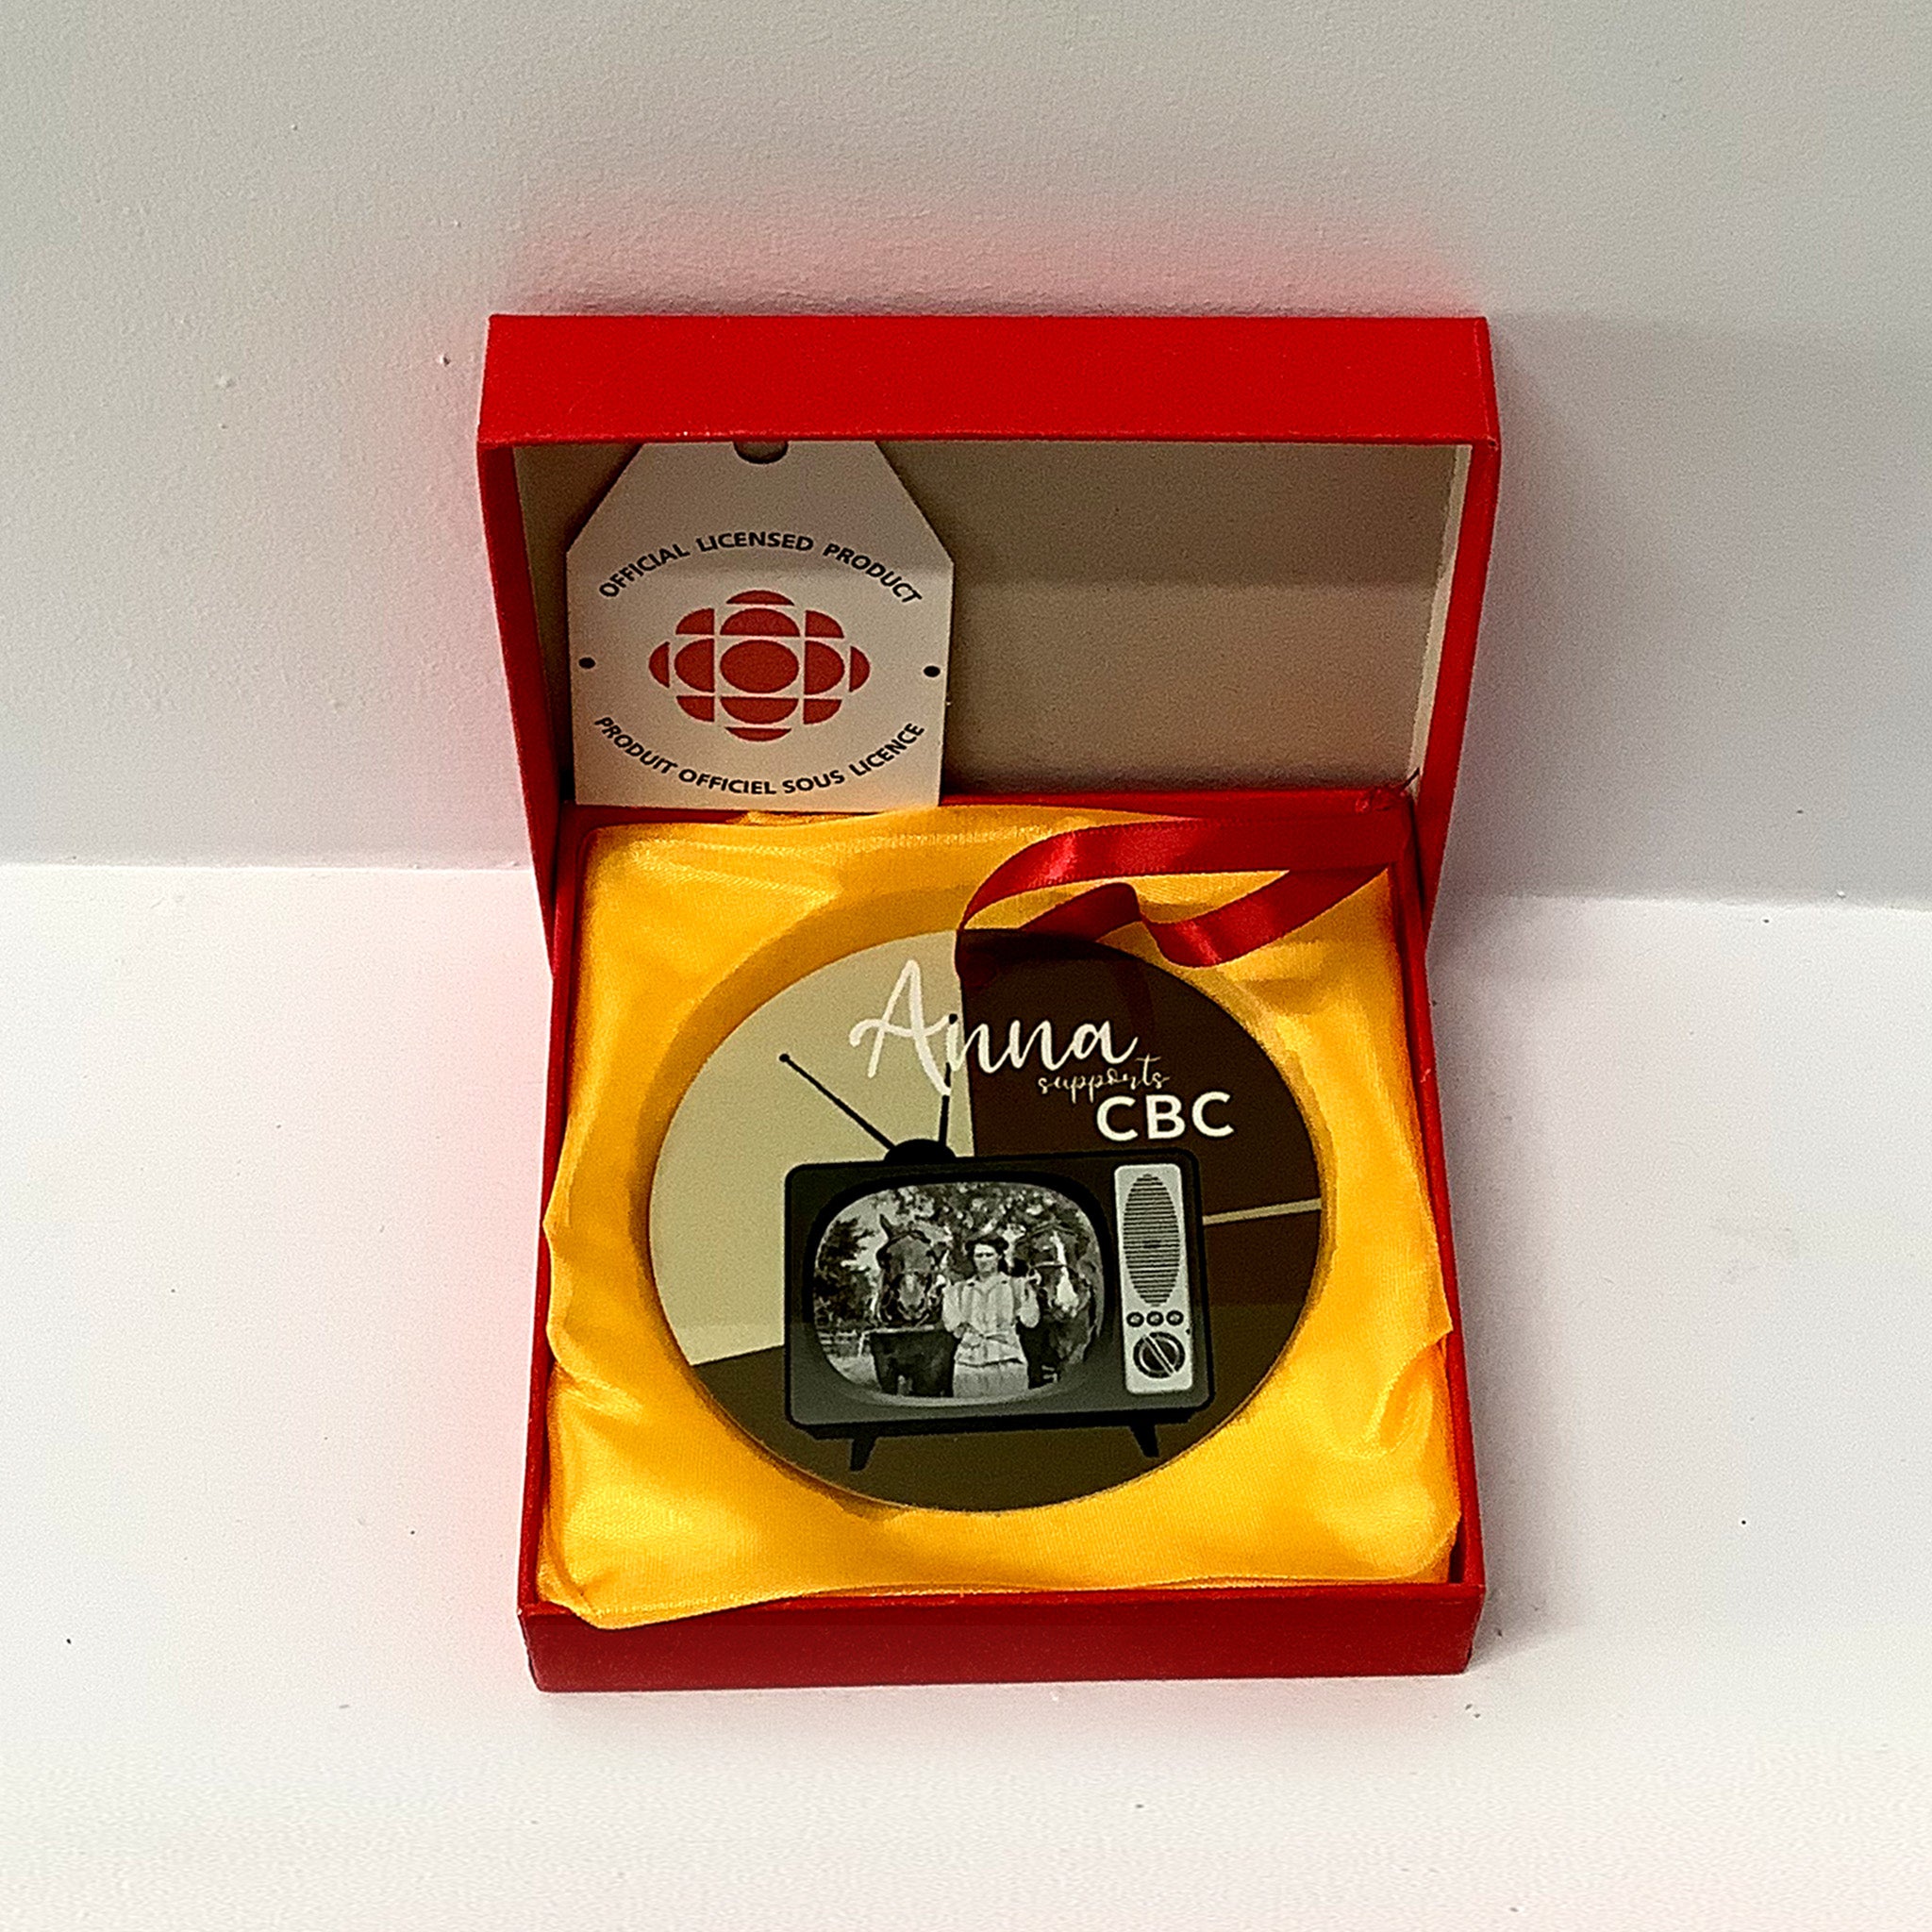 OFFICIAL LICENSED PRODUCT
PRODUIT OFFICIEL SOUS LICENCE
Anna
supports
CBC